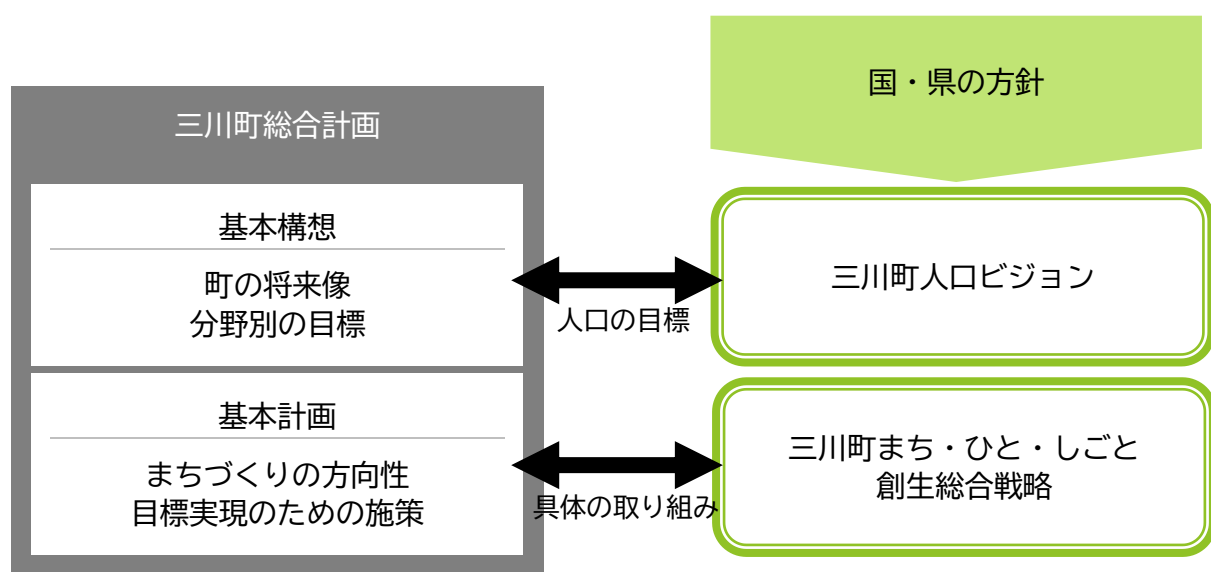 国・県の方針
三川町総合計画
基本構想
町の将来像
分野別の目標
人口の目標
三川町人口ビジョン
基本計画
まちづくりの方向性
目標実現のための施策
具体の取り組み
三川町まち・ひと・しごと
創生総合戦略